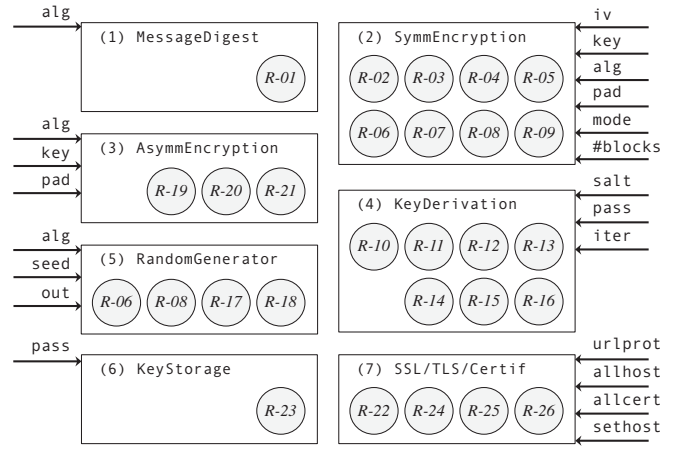 alg
(1) MessageDigest
R-01
iv
key
alg
pad
mode
#blocks
(2) SymmEncryption
R-02 R-03 R-04 R-05
R-06 R-07 R-08 R-09
alg
key
pad
(3) AsymmEncryption
R-19 R-20 R-21
salt
pass
iter
(4) KeyDerivation
R-10 R-11 R-12 R-13
R-14 R-15 R-16
alg
seed
out
(5) RandomGenerator
R-06 R-08 R-17 R-18
pass
(6) KeyStorage
R-23
urlprot
allhost
allcert
sethost
(7) SSL/TLS/Certif
R-22 R-24 R-25 R-26